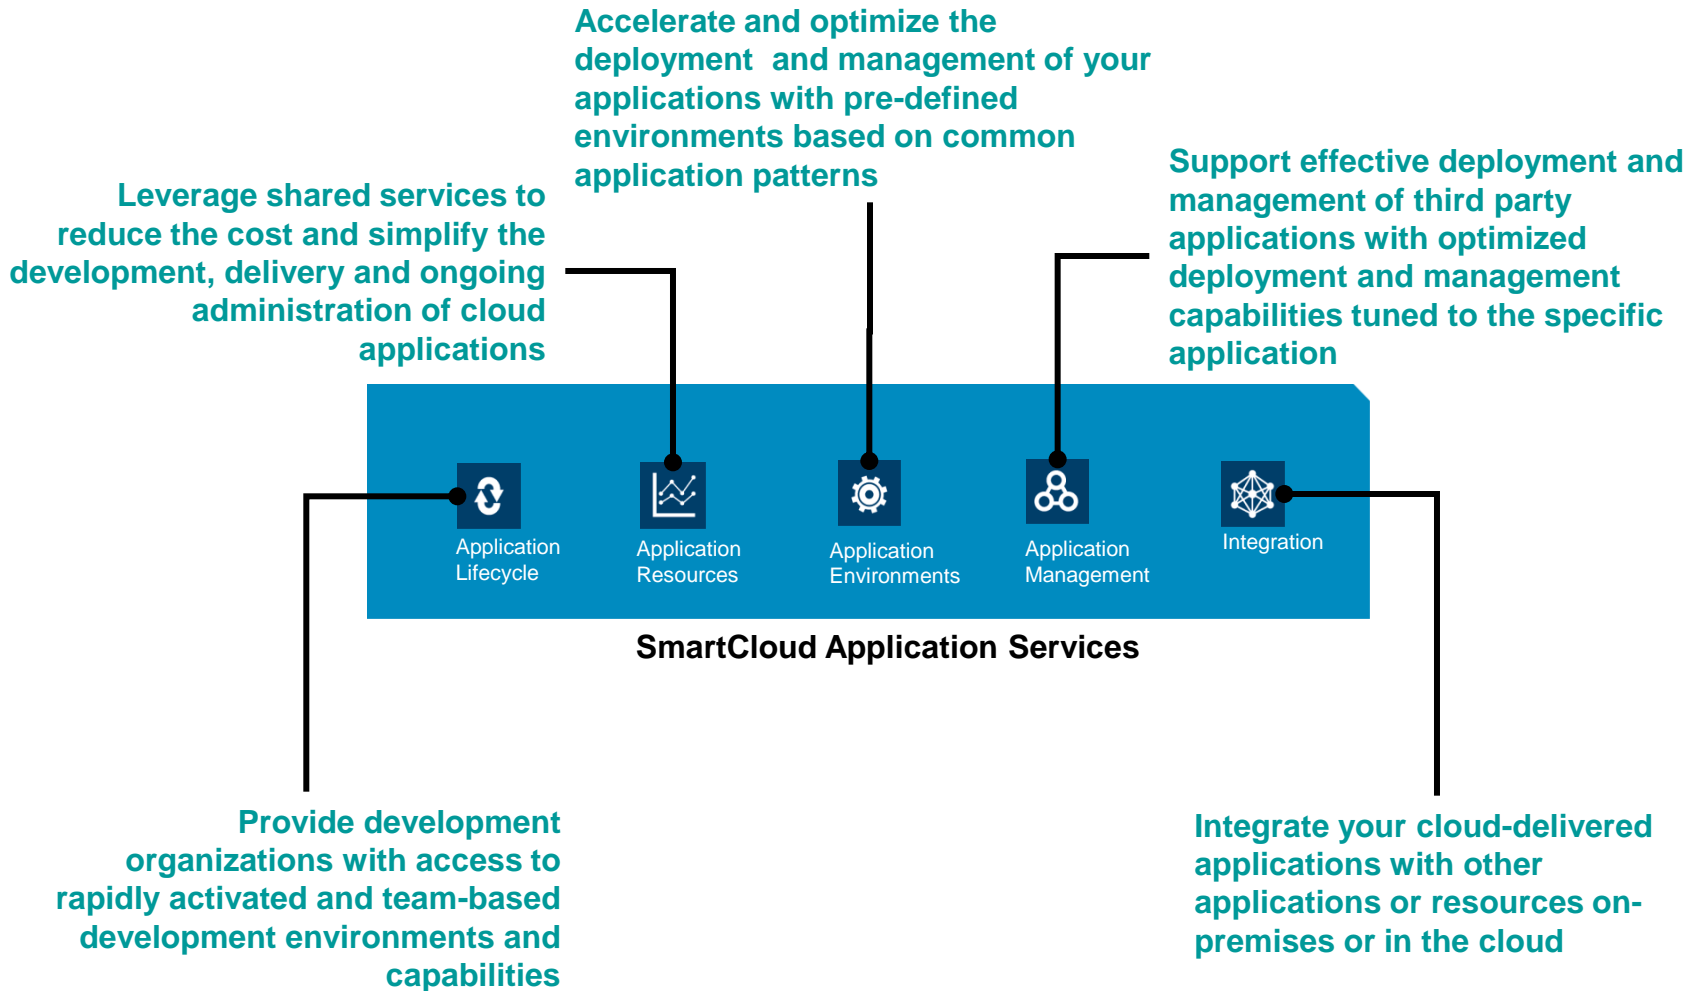 Accelerate and optimize the
deployment  and management of your
applications with pre-defined
environments based on common
application patterns
Support effective deployment and
management of third party
applications with optimized
deployment and management
capabilities tuned to the specific
application
Leverage shared services to
reduce the cost and simplify the
development, delivery and ongoing
administration of cloud
applications
Application
Lifecycle
Application
Resources
Application
Environments
Application
Management
Integration
SmartCloud Application Services
Provide development
organizations with access to
rapidly activated and team-based
development environments and
capabilities
Integrate your cloud-delivered
applications with other
applications or resources on-
premises or in the cloud